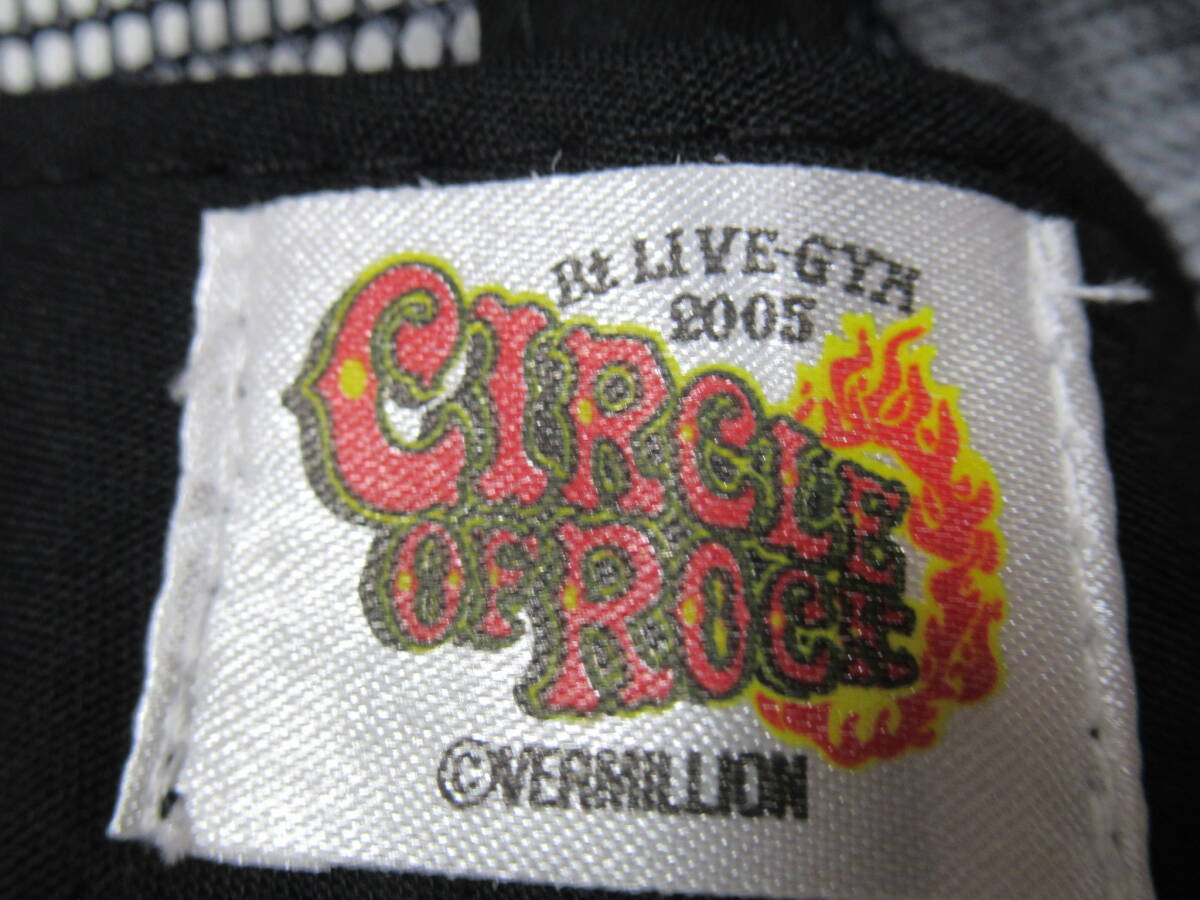 B'z LIVE-GYM
2005
CIRCLE
OF ROCK
©VERMILLION